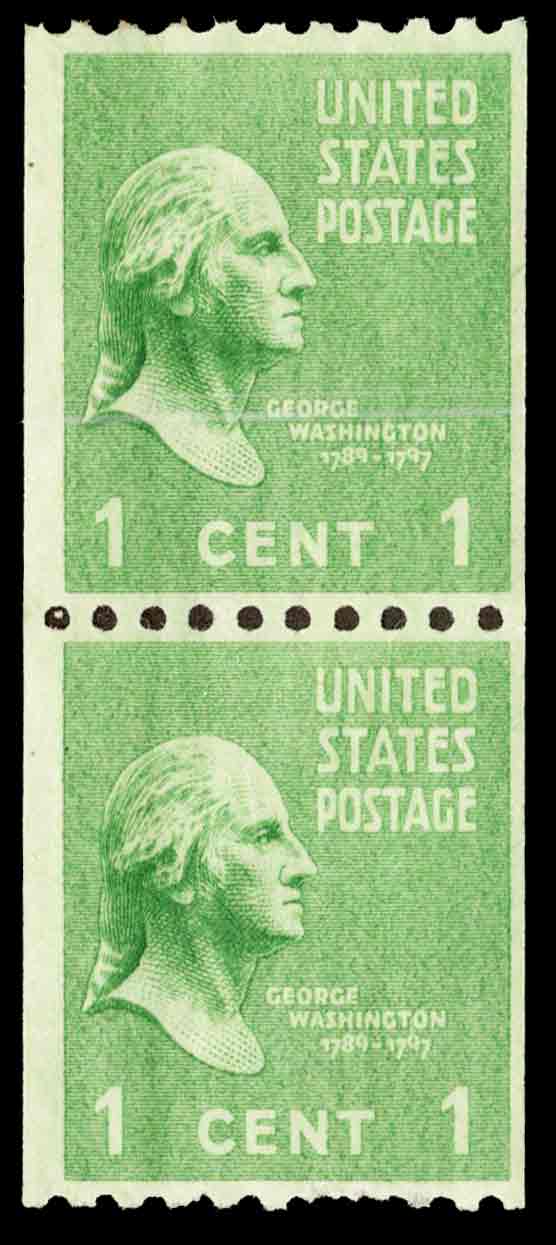 UNITED
STATES
POSTAGE
GEORGE
WASHINGTON
1789-1797
1 CENT 1
UNITED
STATES
POSTAGE
GEORGE
WASHINGTON
1789-1797
1 CENT 1